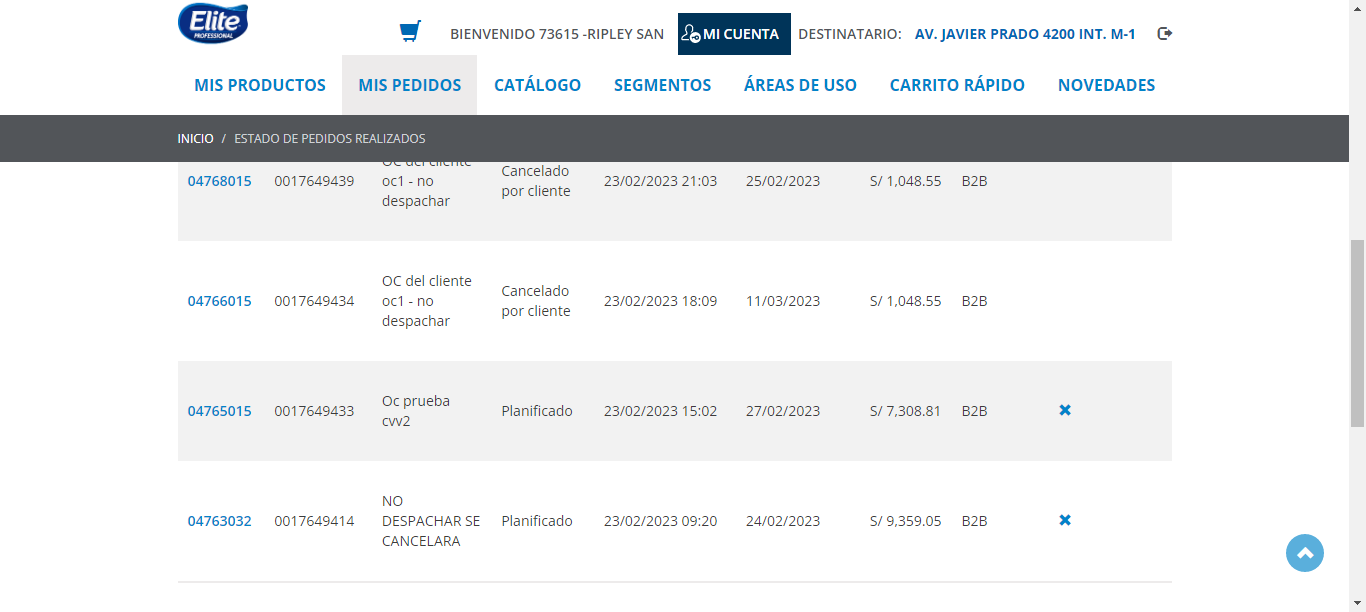 Elite
PROFESSIONAL
BIENVENIDO 73615 -RIPLEY SAN
MI CUENTA
DESTINATARIO:
AV. JAVIER PRADO 4200 INT. M-1
MIS PRODUCTOS
MIS PEDIDOS
CATÁLOGO
SEGMENTOS
ÁREAS DE USO
CARRITO RÁPIDO
NOVEDADES
INICIO / ESTADO DE PEDIDOS REALIZADOS
04768015
0017649439
OC del cliente
oc1 - no
despachar
Cancelado
por cliente
23/02/2023 21:03
25/02/2023
S/ 1,048.55
B2B
04766015
0017649434
OC del cliente
oc1 - no
despachar
Cancelado
por cliente
23/02/2023 18:09
11/03/2023
S/ 1,048.55
B2B
04765015
0017649433
Oc prueba
cvv2
Planificado
23/02/2023 15:02
27/02/2023
S/ 7,308.81
B2B
04763032
0017649414
NO
DESPACHAR SE
CANCELARA
Planificado
23/02/2023 09:20
24/02/2023
S/ 9,359.05
B2B